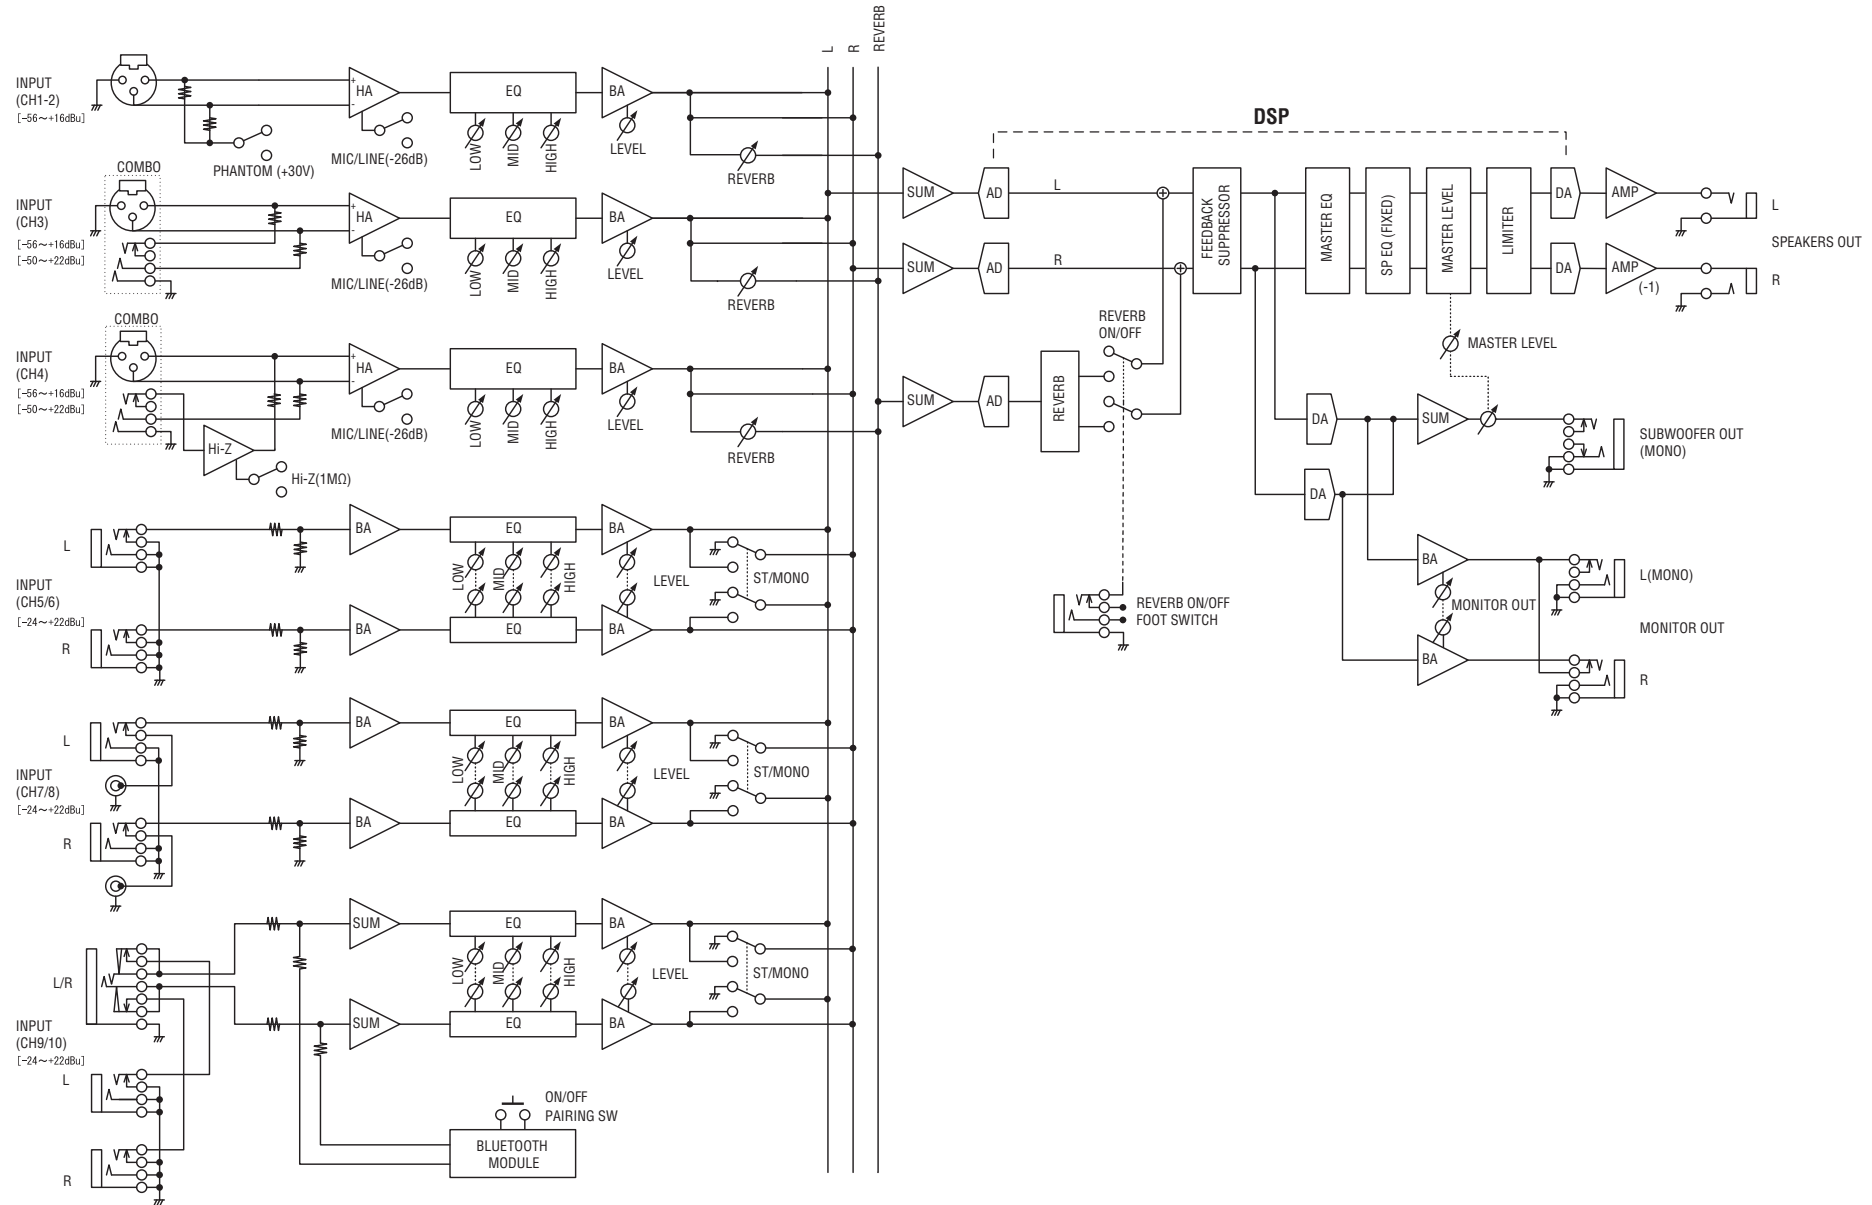 L
R
REVERB
INPUT
(CH1-2)
[-56～+16dBu]
HA
EQ
BA
+
-
PHANTOM (+30V)
MIC/LINE(-26dB)
LOW
MID
HIGH
LEVEL
REVERB
COMBO
INPUT
(CH3)
[-56～+16dBu]
[-50～+22dBu]
+
-
HA
EQ
BA
MIC/LINE(-26dB)
LOW
MID
HIGH
LEVEL
REVERB
COMBO
INPUT
(CH4)
[-56～+16dBu]
[-50～+22dBu]
+
-
HA
EQ
BA
MIC/LINE(-26dB)
LOW
MID
HIGH
LEVEL
REVERB
Hi-Z
Hi-Z(1MΩ)
L
INPUT
(CH5/6)
[-24～+22dBu]
R
BA
EQ
BA
LOW
MID
HIGH
LEVEL
ST/MONO
BA
EQ
BA
L
INPUT
(CH7/8)
[-24～+22dBu]
R
BA
EQ
BA
LOW
MID
HIGH
LEVEL
ST/MONO
BA
EQ
BA
L/R
INPUT
(CH9/10)
[-24～+22dBu]
L
R
SUM
EQ
BA
LOW
MID
HIGH
LEVEL
ST/MONO
SUM
EQ
BA
ON/OFF
PAIRING SW
BLUETOOTH
MODULE
DSP
SUM
AD
L
SUM
AD
R
SUM
AD
REVERB
REVERB
ON/OFF
FEEDBACK
SUPPRESSOR
MASTER EQ
SP EQ (FIXED)
MASTER LEVEL
LIMITER
DA
AMP
L
SPEAKERS OUT
DA
AMP
(-1)
R
MASTER LEVEL
DA
SUM
SUBWOOFER OUT
(MONO)
DA
BA
L(MONO)
MONITOR OUT
MONITOR OUT
BA
R
REVERB ON/OFF
FOOT SWITCH